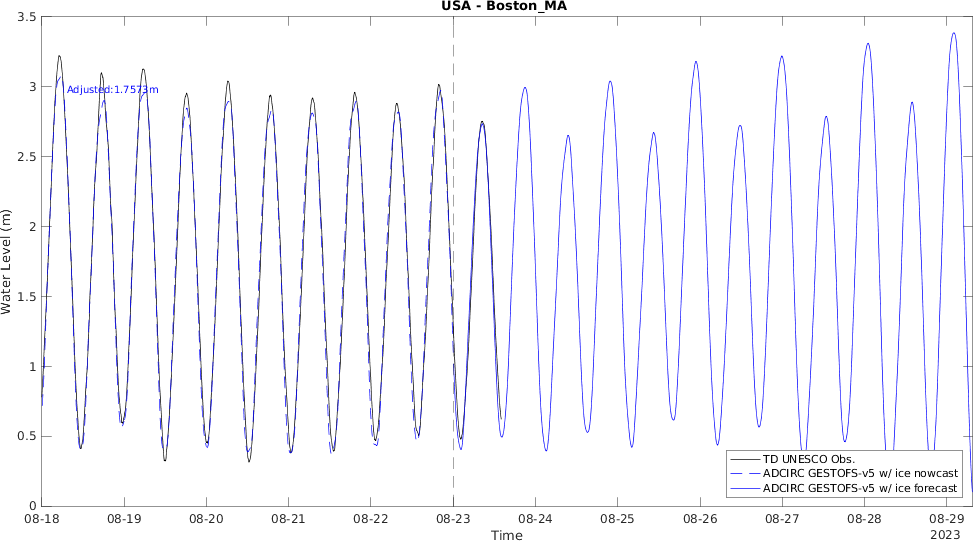 USA - Boston_MA
3.5
3
2.5
2
1.5
1
0.5
0
Water Level (m)
Adjusted:1.7573m
TD UNESCO Obs.
ADCIRC GESTOFS-v5 w/ ice nowcast
ADCIRC GESTOFS-v5 w/ ice forecast
08-18 08-19 08-20 08-21 08-22 08-23 08-24 08-25 08-26 08-27 08-28 08-29
Time
2023